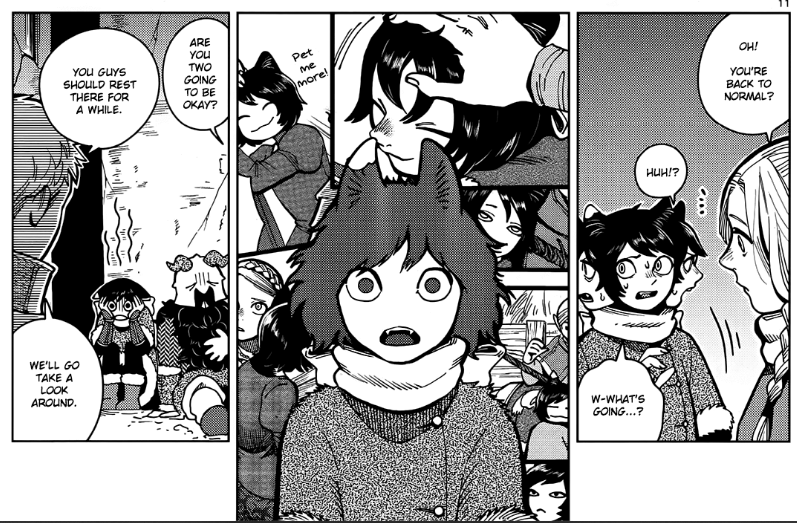 11
OH!
YOU'RE
BACK TO
NORMAL?
HUH!?
W-WHAT'S
GOING...?
Pet
me
more!
ARE
YOU
TWO
GOING
TO BE
OKAY?
YOU GUYS
SHOULD REST
THERE FOR
A WHILE.
WE'LL GO
TAKE A
LOOK
AROUND.